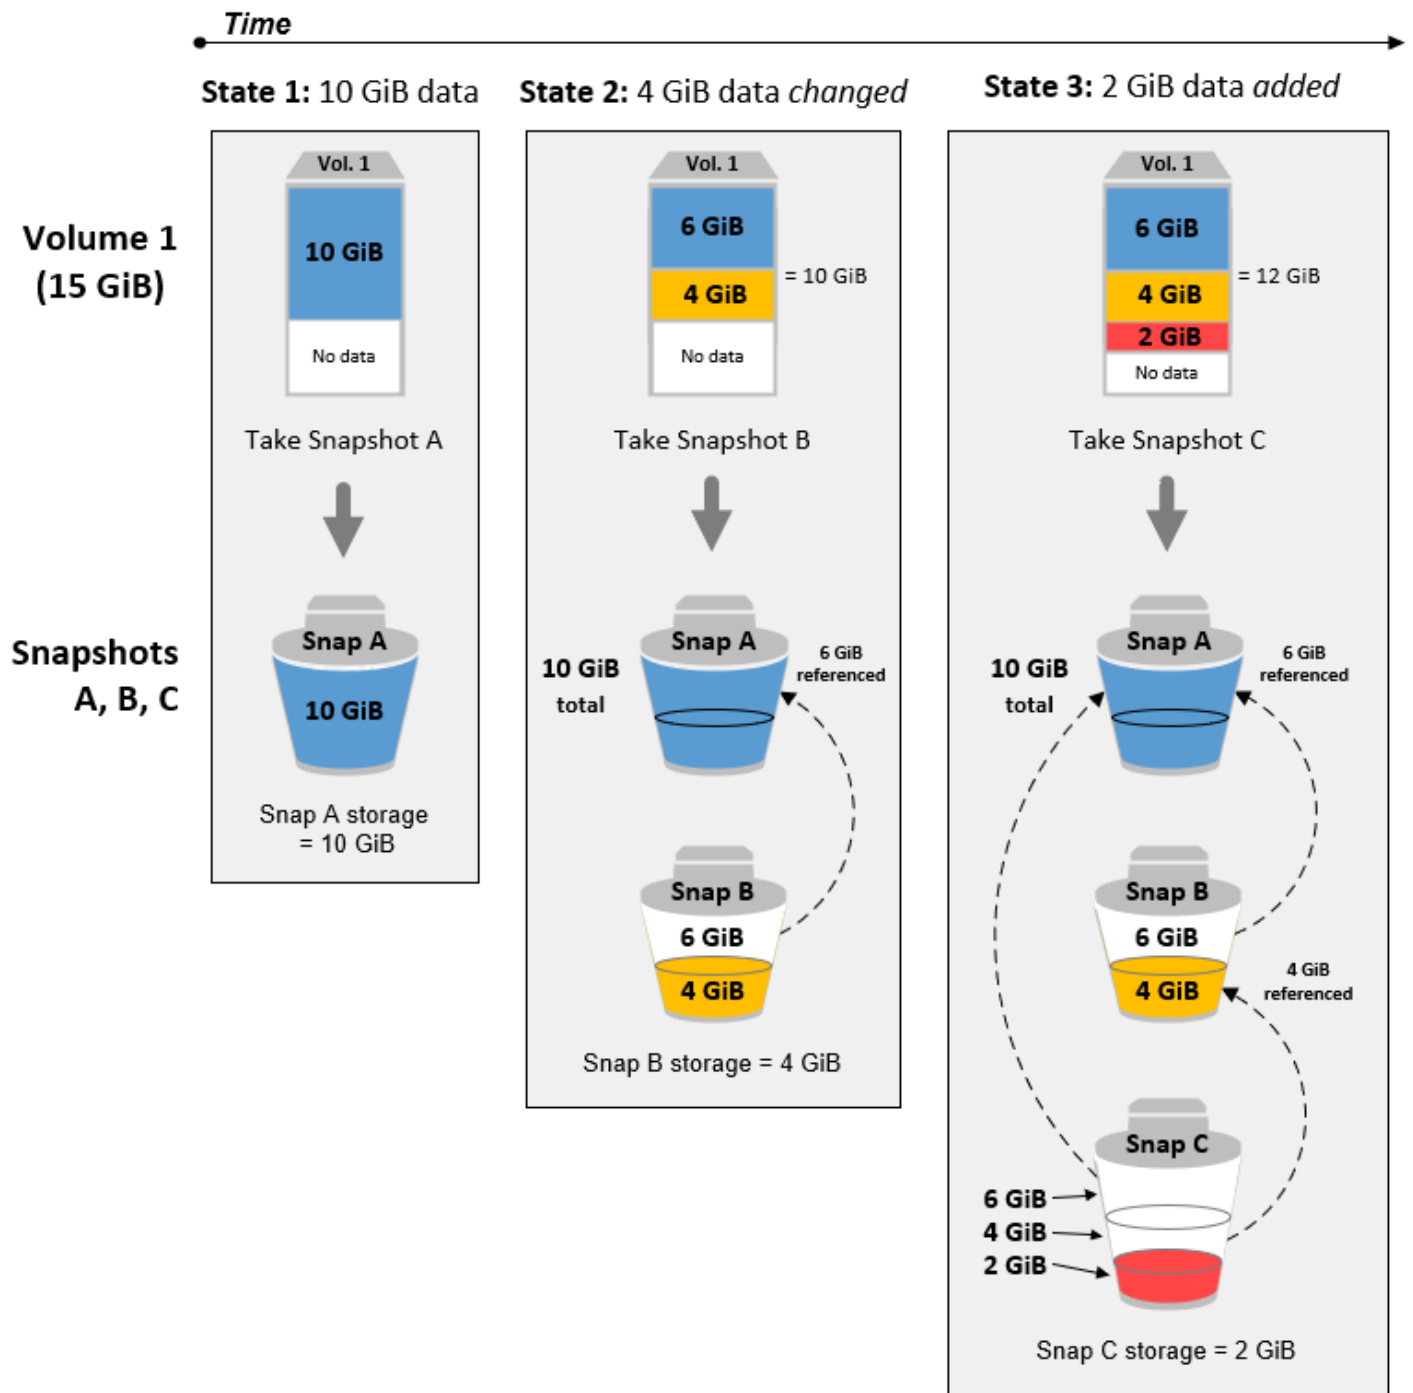 Time
State 1: 10 GiB data
State 2: 4 GiB data changed
State 3: 2 GiB data added
Volume 1
(15 GiB)
Vol. 1
10 GiB
No data
Take Snapshot A
Vol. 1
6 GiB
4 GiB
= 10 GiB
No data
Take Snapshot B
Vol. 1
6 GiB
4 GiB
= 12 GiB
2 GiB
No data
Take Snapshot C
Snapshots
A, B, C
Snap A
10 GiB
Snap A storage
= 10 GiB
10 GiB
total
Snap A
6 GiB
referenced
Snap B
6 GiB
4 GiB
Snap B storage = 4 GiB
10 GiB
total
Snap A
6 GiB
referenced
Snap B
6 GiB
4 GiB
4 GiB
referenced
Snap C
6 GiB
4 GiB
2 GiB
Snap C storage = 2 GiB